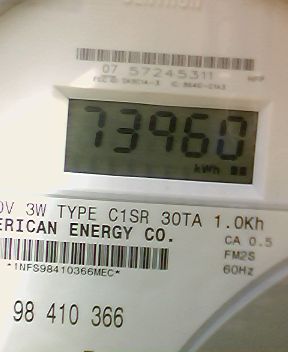 07 57245311
73960
kWh
0V 3W TYPE C1SR 30TA 1.0Kh
ERICAN ENERGY CO.
CA 0.5
FM2S
*1NFS98410366MEC*
60Hz
98 410 366